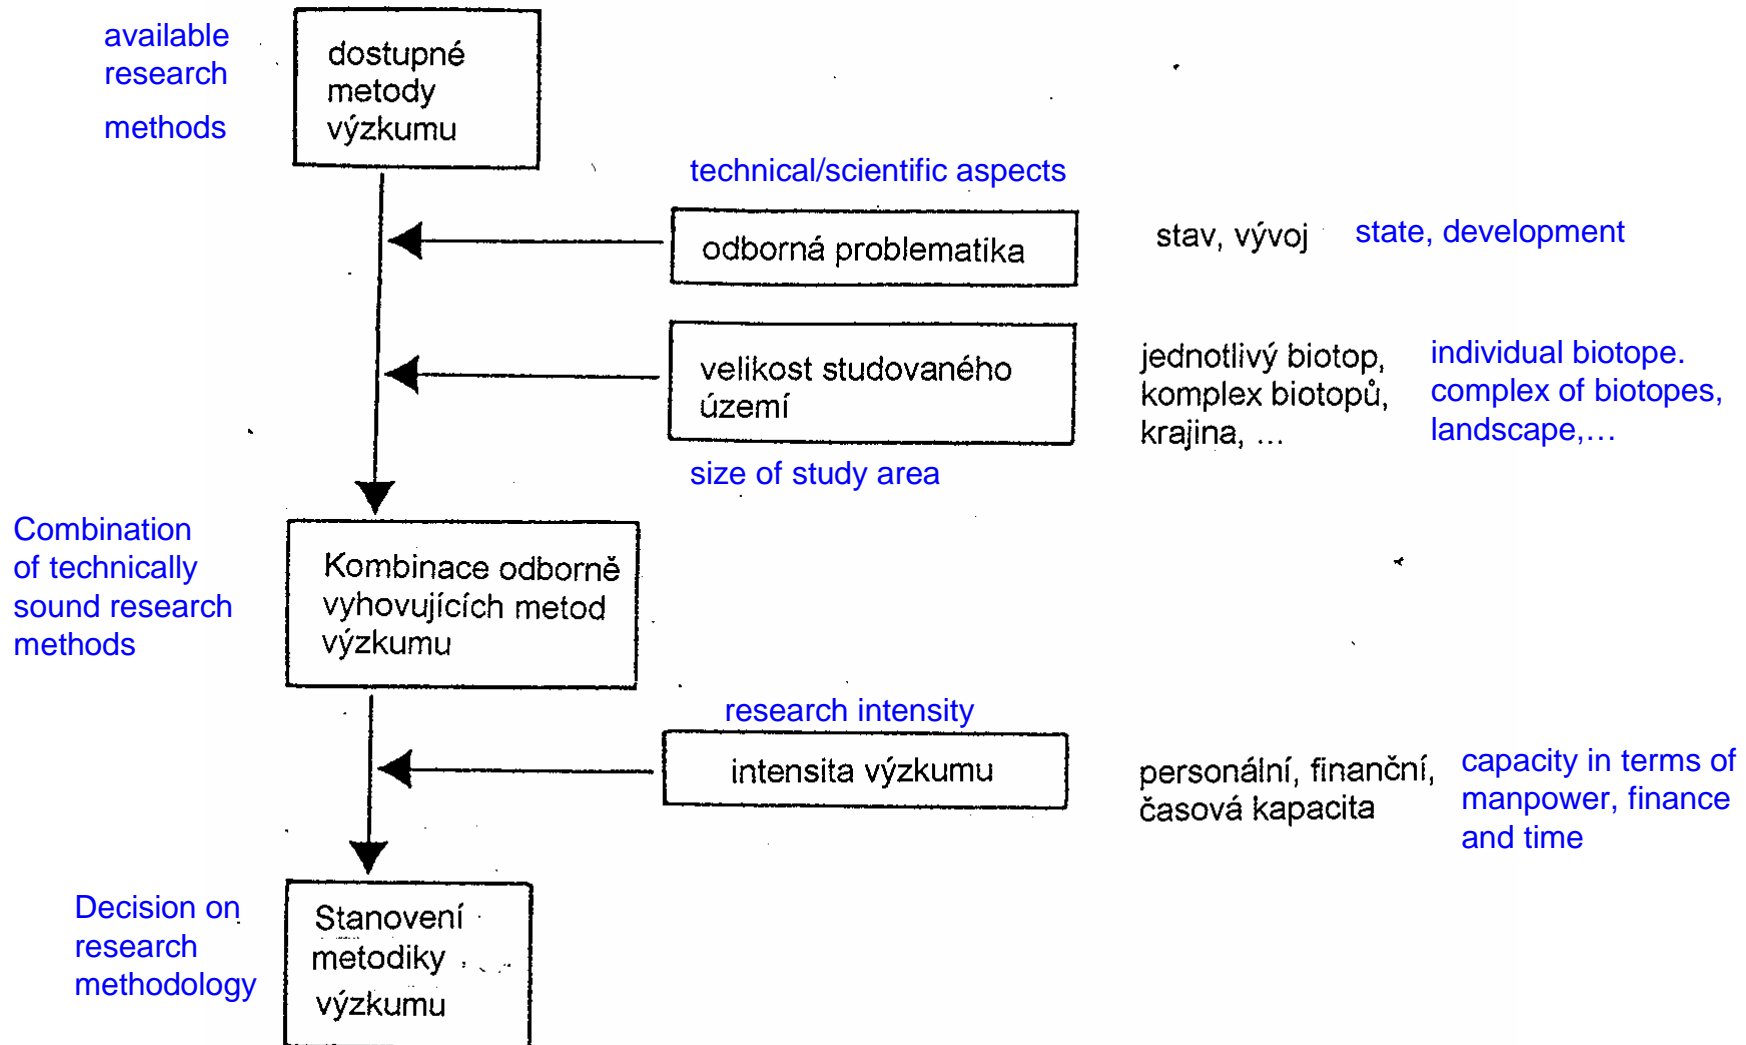 available
research
methods
dostupné
metody
výzkumu
technical/scientific aspects
odborná problematika
stav, vývoj
state, development
velikost studovaného
území
size of study area
jednotlivý biotop,
komplex biotopů,
krajina, ...
individual biotope.
complex of biotopes,
landscape,…
Combination
of technically
sound research
methods
Kombinace odborně
vyhovujících metod
výzkumu
research intensity
intensita výzkumu
personální, finanční,
časová kapacita
capacity in terms of
manpower, finance
and time
Decision on
research
methodology
Stanovení
metodiky
výzkumu